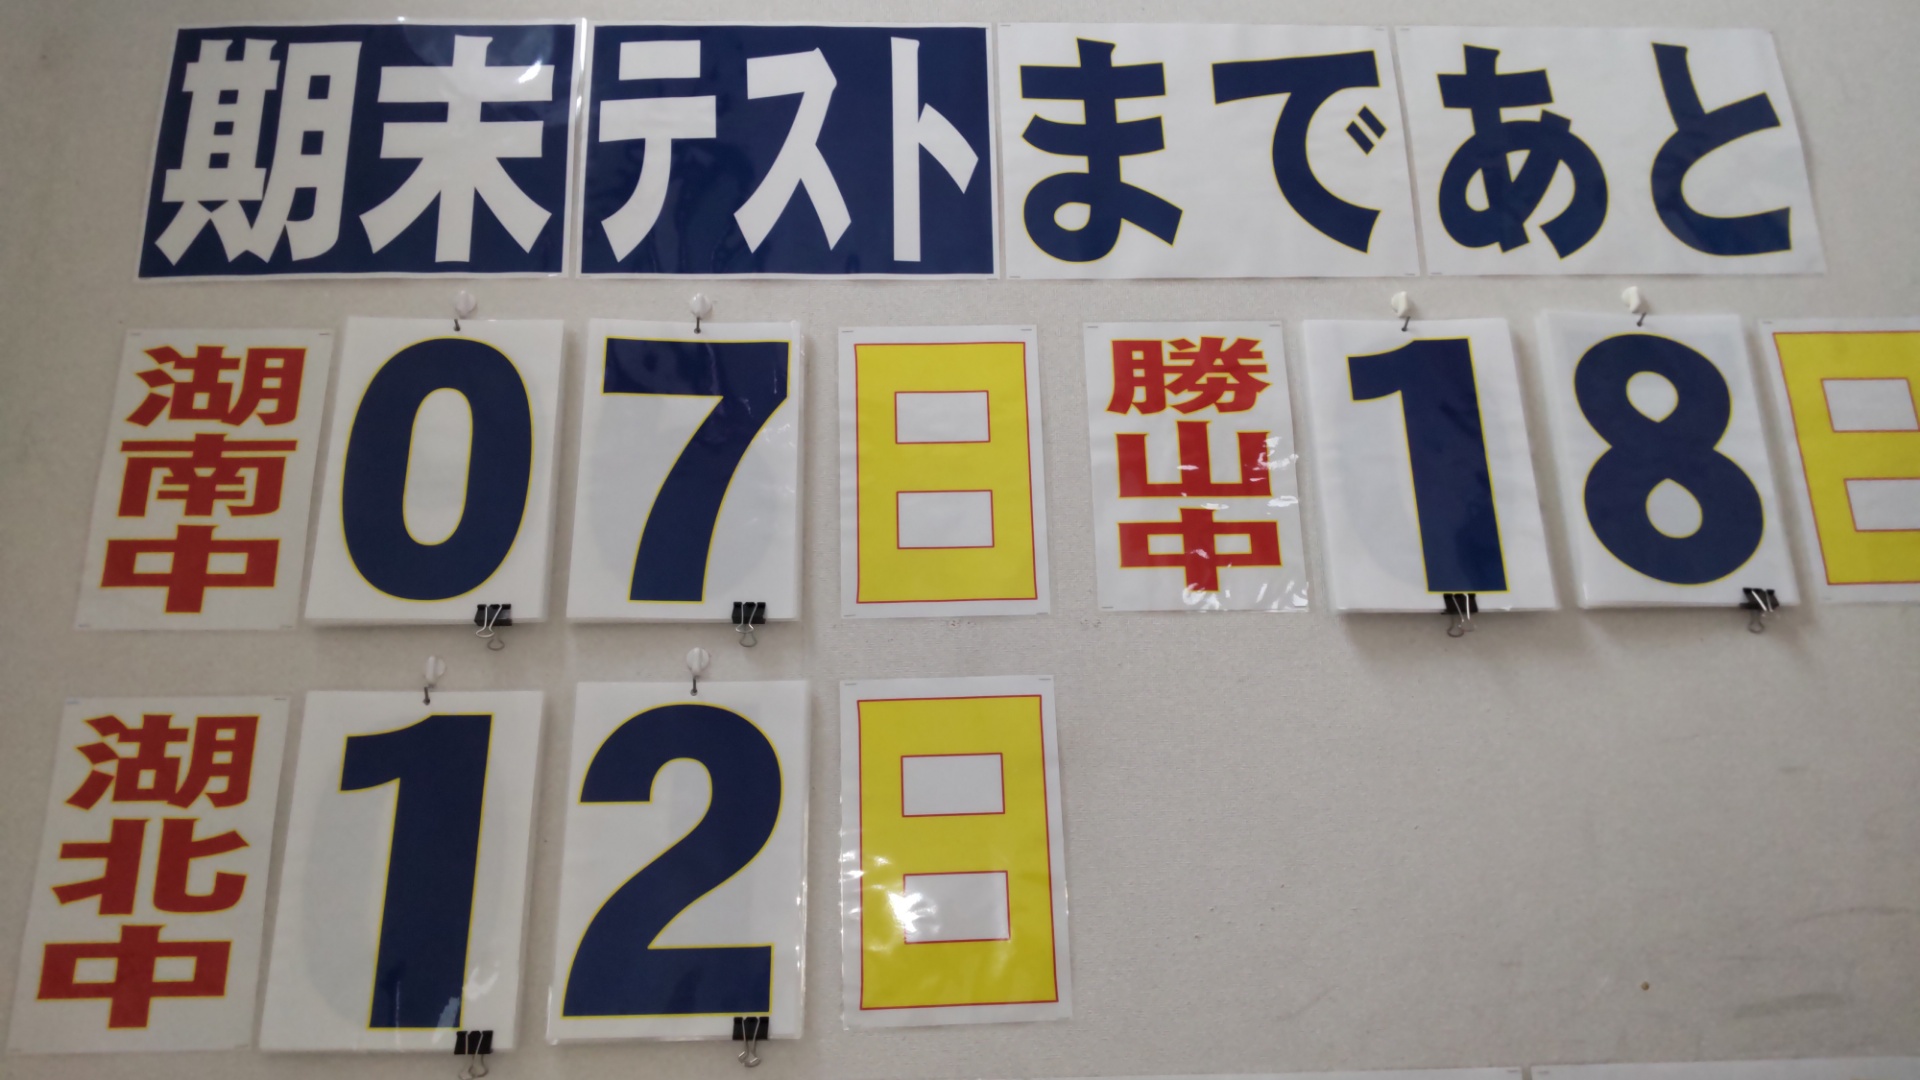 期末テストまであと
湖南中 07日
勝山中 18日
湖北中 12日